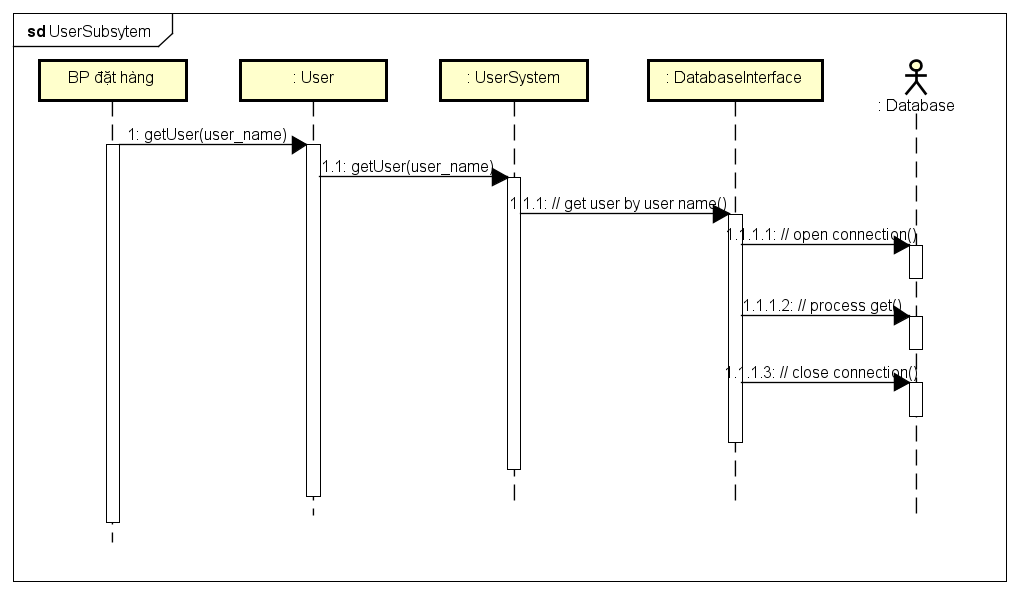 sd UserSubsytem
BP đặt hàng
: User
: UserSystem
: DatabaseInterface
: Database
1: getUser(user_name)
1.1: getUser(user_name)
1.1.1: // get user by user name()
1.1.1.1: // open connection()
1.1.1.2: // process get()
1.1.1.3: // close connection()